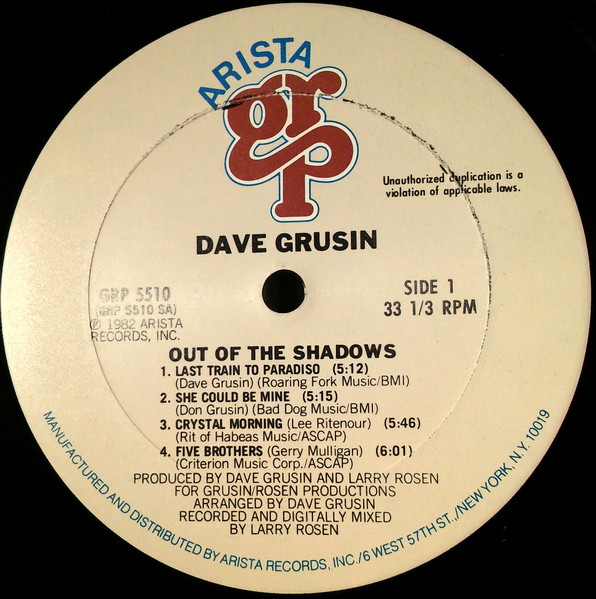 ARISTA
grp
Unauthorized duplication is a
violation of applicable laws.
DAVE GRUSIN
GRP 5510
(GRP 5510 SA)
℗ 1982 ARISTA
RECORDS, INC.
SIDE 1
33 1/3 RPM
OUT OF THE SHADOWS
1. LAST TRAIN TO PARADISO (5:12)
(Dave Grusin) (Roaring Fork Music/BMI)
2. SHE COULD BE MINE (5:15)
(Don Grusin) (Bad Dog Music/BMI)
3. CRYSTAL MORNING (Lee Ritenour) (5:46)
(Rit of Habeas Music/ASCAP)
4. FIVE BROTHERS (Gerry Mulligan) (6:01)
(Criterion Music Corp./ASCAP)
PRODUCED BY DAVE GRUSIN AND LARRY ROSEN
FOR GRUSIN/ROSEN PRODUCTIONS
ARRANGED BY DAVE GRUSIN
RECORDED AND DIGITALLY MIXED
BY LARRY ROSEN
MANUFACTURED AND DISTRIBUTED BY ARISTA RECORDS, INC./6 WEST 57TH ST./NEW YORK, N.Y. 10019